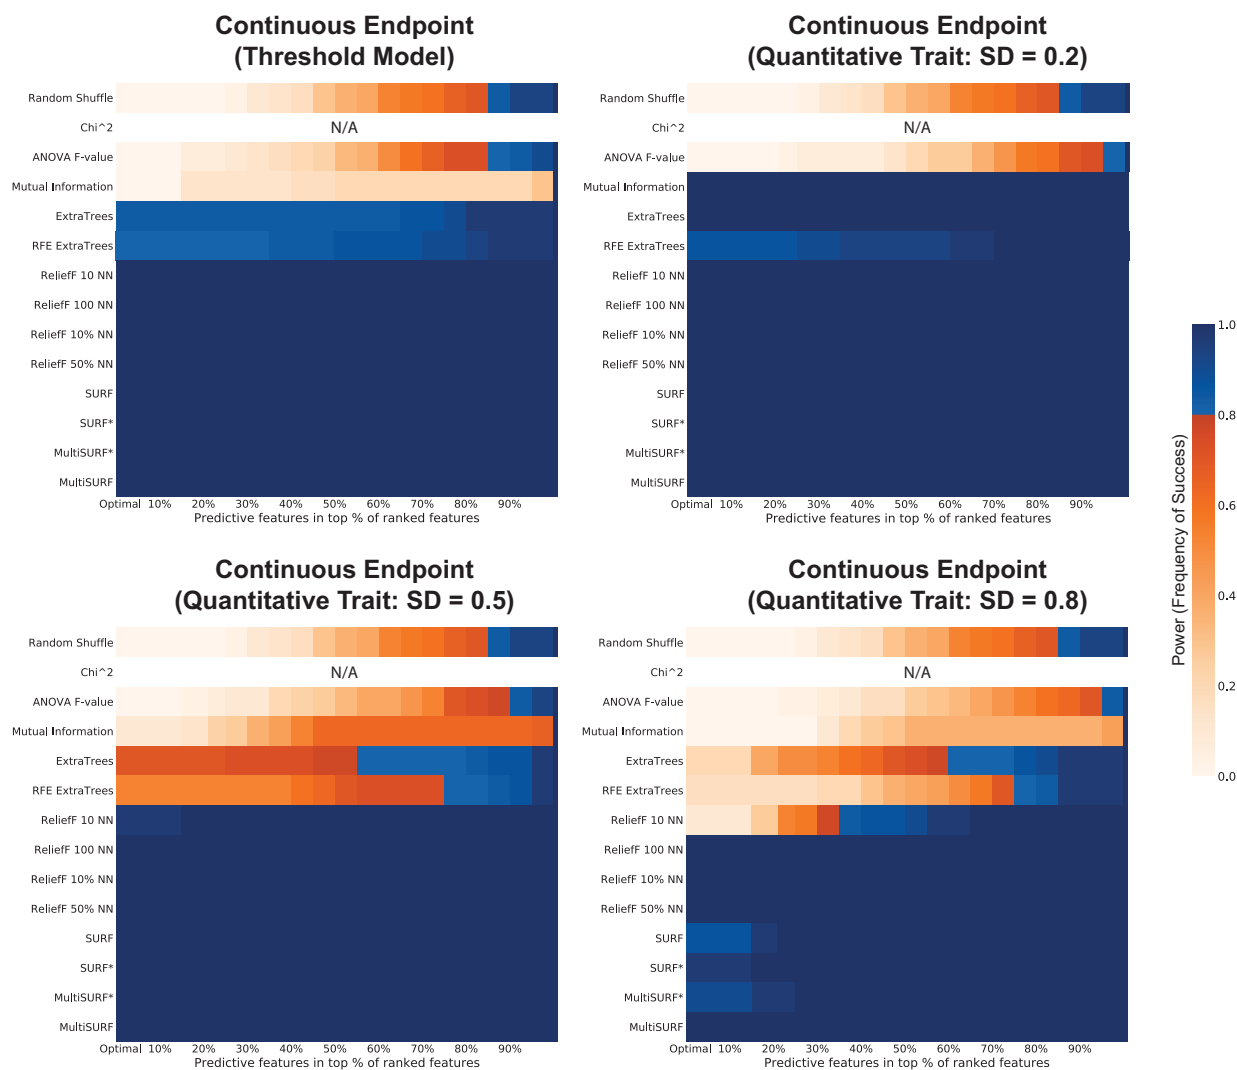 Continuous Endpoint
(Threshold Model)
Random Shuffle
Chi^2
N/A
ANOVA F-value
Mutual Information
ExtraTrees
RFE ExtraTrees
ReliefF 10 NN
ReliefF 100 NN
ReliefF 10% NN
ReliefF 50% NN
SURF
SURF*
MultiSURF*
MultiSURF
Optimal 10% 20% 30% 40% 50% 60% 70% 80% 90%
Predictive features in top % of ranked features
Continuous Endpoint
(Quantitative Trait: SD = 0.2)
Random Shuffle
Chi^2
N/A
ANOVA F-value
Mutual Information
ExtraTrees
RFE ExtraTrees
ReliefF 10 NN
ReliefF 100 NN
ReliefF 10% NN
ReliefF 50% NN
SURF
SURF*
MultiSURF*
MultiSURF
Optimal 10% 20% 30% 40% 50% 60% 70% 80% 90%
Predictive features in top % of ranked features
Continuous Endpoint
(Quantitative Trait: SD = 0.5)
Random Shuffle
Chi^2
N/A
ANOVA F-value
Mutual Information
ExtraTrees
RFE ExtraTrees
ReliefF 10 NN
ReliefF 100 NN
ReliefF 10% NN
ReliefF 50% NN
SURF
SURF*
MultiSURF*
MultiSURF
Optimal 10% 20% 30% 40% 50% 60% 70% 80% 90%
Predictive features in top % of ranked features
Continuous Endpoint
(Quantitative Trait: SD = 0.8)
Random Shuffle
Chi^2
N/A
ANOVA F-value
Mutual Information
ExtraTrees
RFE ExtraTrees
ReliefF 10 NN
ReliefF 100 NN
ReliefF 10% NN
ReliefF 50% NN
SURF
SURF*
MultiSURF*
MultiSURF
Optimal 10% 20% 30% 40% 50% 60% 70% 80% 90%
Predictive features in top % of ranked features
Power (Frequency of Success)
1.0
0.8
0.6
0.4
0.2
0.0